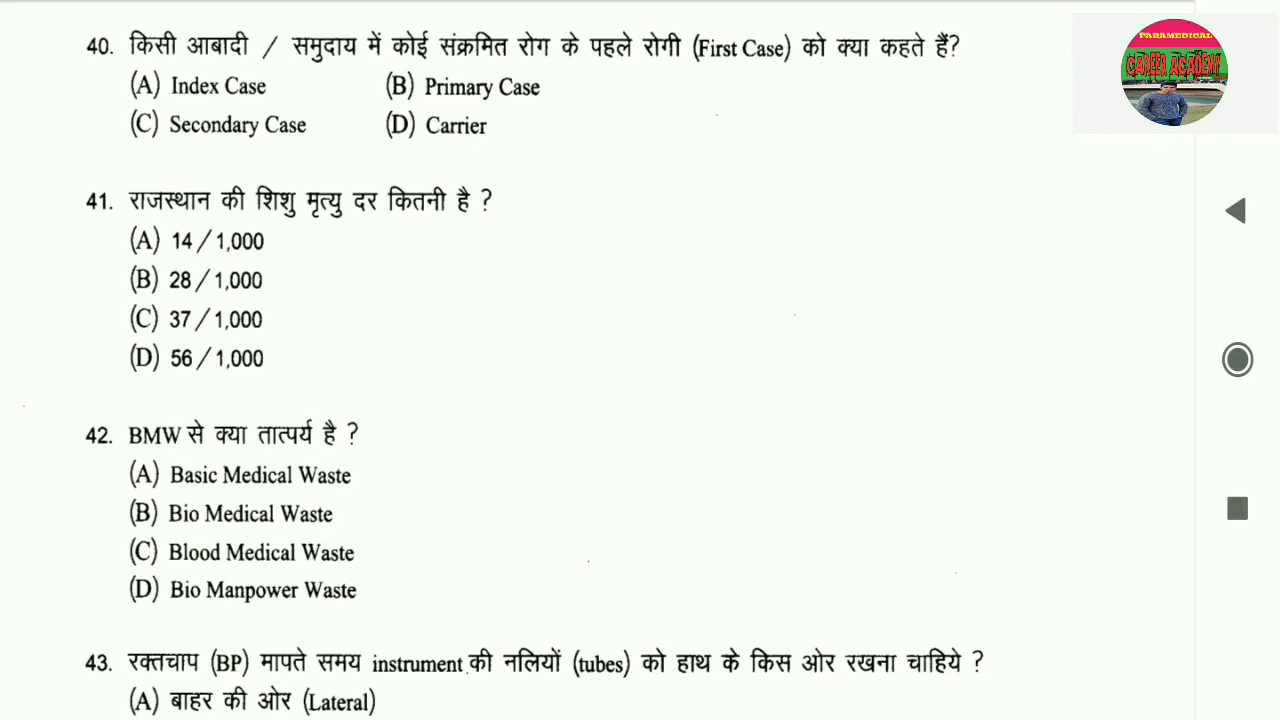 PARAMEDICAL
CAREER ACADEMY
40. किसी आबादी / समुदाय में कोई संक्रमित रोग के पहले रोगी (First Case) को क्या कहते हैं?
(A) Index Case (B) Primary Case
(C) Secondary Case (D) Carrier
41. राजस्थान की शिशु मृत्यु दर कितनी है ?
(A) 14 / 1,000
(B) 28 / 1,000
(C) 37 / 1,000
(D) 56 / 1,000
42. BMW से क्या तात्पर्य है ?
(A) Basic Medical Waste
(B) Bio Medical Waste
(C) Blood Medical Waste
(D) Bio Manpower Waste
43. रक्तचाप (BP) मापते समय instrument की नलियों (tubes) को हाथ के किस ओर रखना चाहिये ?
(A) बाहर की ओर (Lateral)